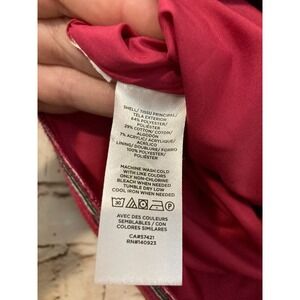 SHELL/ TISSU PRINCIPAL/
TELA EXTERIOR
64% POLYESTER/
POLIÉSTER
29% COTTON/ COTON/
ALGODÓN
7% ACRYLIC/ ACRYLIQUE/
ACRÍLICO
LINING/ DOUBLURE/ FORRO
100% POLYESTER/
POLIÉSTER
MACHINE WASH COLD
WITH LIKE COLORS
ONLY NON-CHLORINE
BLEACH WHEN NEEDED
TUMBLE DRY LOW
COOL IRON WHEN NEEDED
30
AVEC DES COULEURS
SEMBLABLES / CON
COLORES SIMILARES
CA#57421
RN#140923